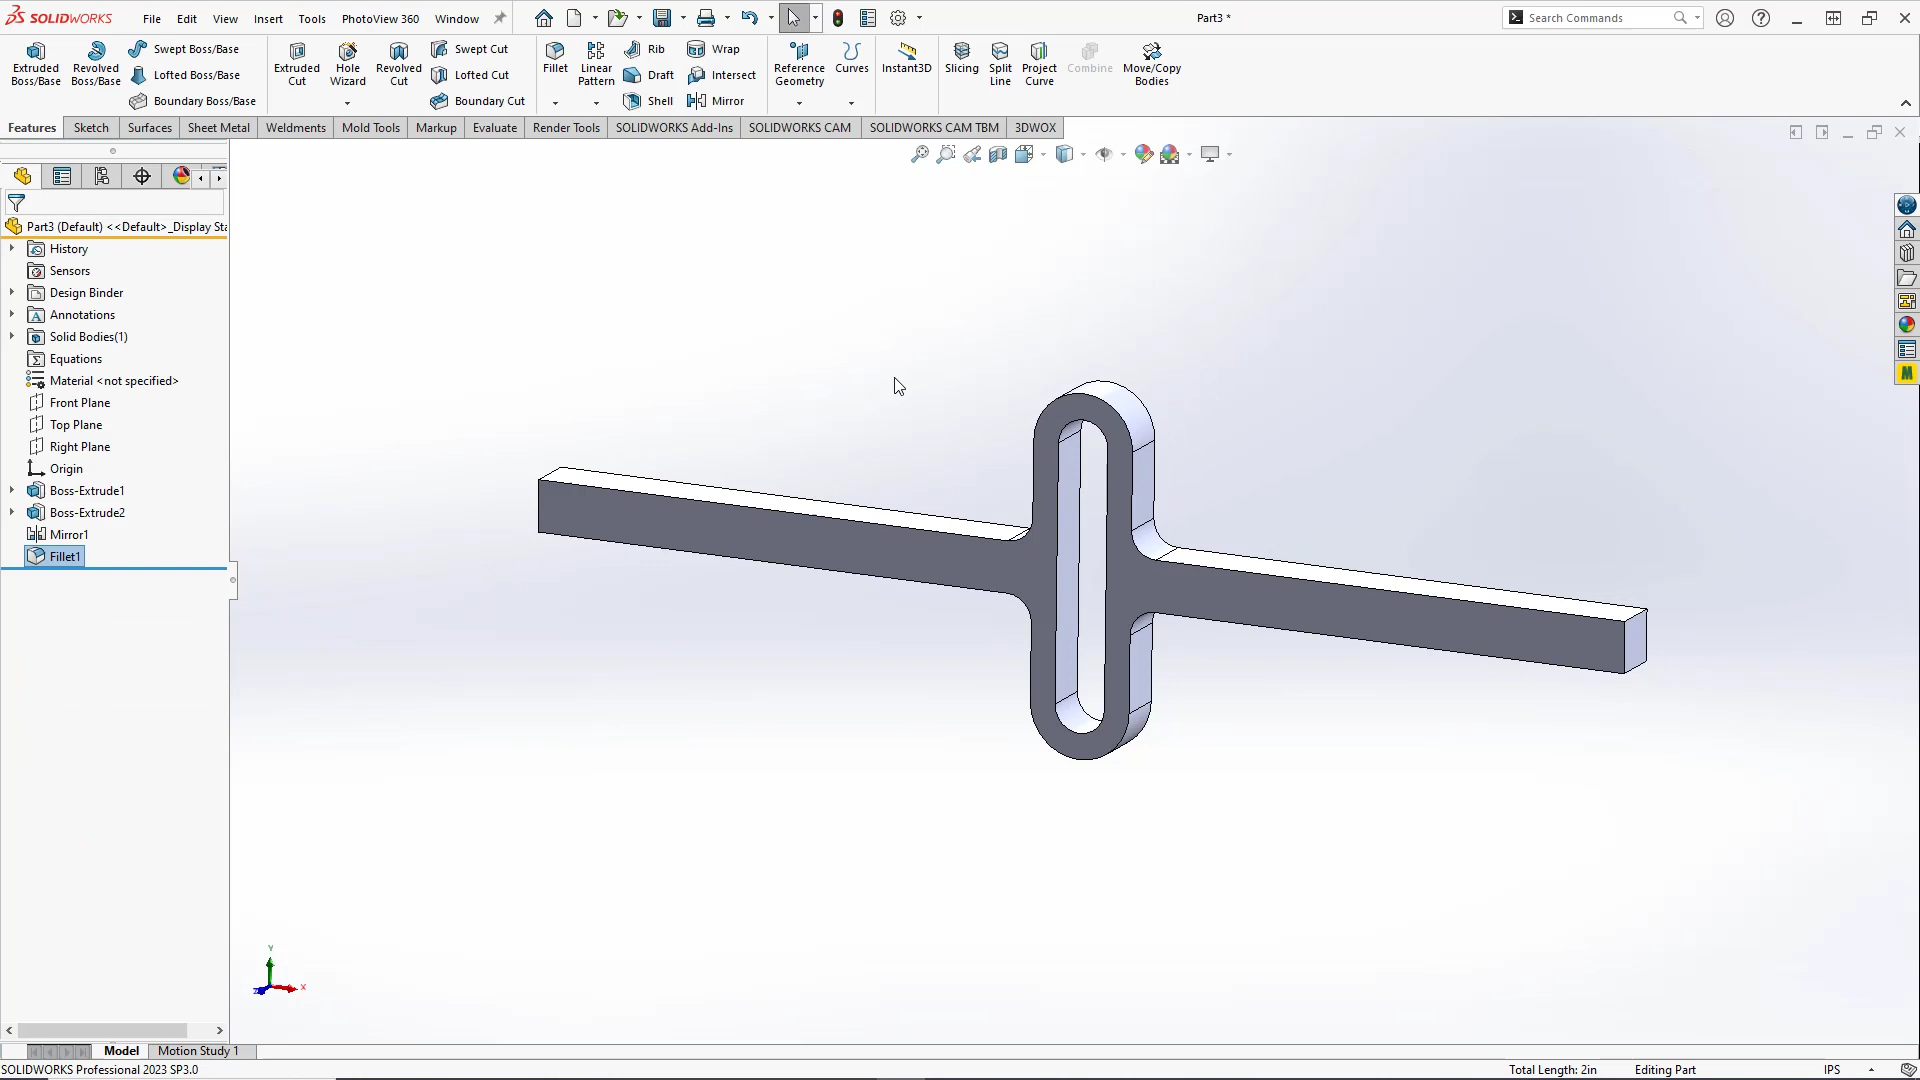 SOLIDWORKS File Edit View Insert Tools PhotoView 360 Window Part3 * Search Commands
Extruded Boss/Base
Revolved Boss/Base
Swept Boss/Base
Lofted Boss/Base
Boundary Boss/Base
Extruded Cut
Hole Wizard
Revolved Cut
Swept Cut
Lofted Cut
Boundary Cut
Fillet
Linear Pattern
Rib
Draft
Shell
Wrap
Intersect
Mirror
Reference Geometry
Curves
Instant3D
Slicing
Split Line
Project Curve
Combine
Move/Copy Bodies
Features Sketch Surfaces Sheet Metal Weldments Mold Tools Markup Evaluate Render Tools SOLIDWORKS Add-Ins SOLIDWORKS CAM SOLIDWORKS CAM TBM 3DWOX
Part3 (Default) <<Default>_Display Sta
History
Sensors
Design Binder
Annotations
Solid Bodies(1)
Equations
Material <not specified>
Front Plane
Top Plane
Right Plane
Origin
Boss-Extrude1
Boss-Extrude2
Mirror1
Fillet1
M
Y
X
Z
Model Motion Study 1
SOLIDWORKS Professional 2023 SP3.0 Total Length: 2in Editing Part IPS